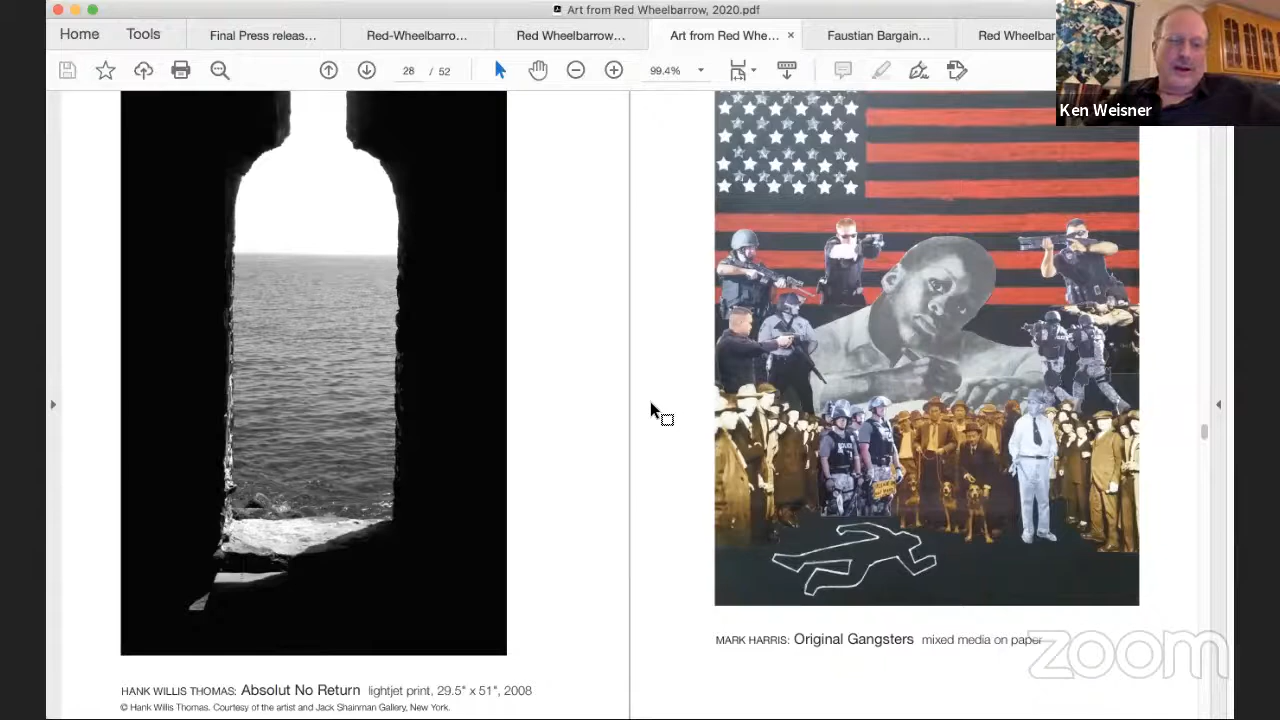 Art from Red Wheelbarrow, 2020.pdf
Home
Tools
Final Press releas...
Red-Wheelbarro...
Red Wheelbarrow...
Art from Red Whe...
×
Faustian Bargain...
Red Wheelbar
28 / 52
99.4%
Ken Weisner
MARK HARRIS: Original Gangsters mixed media on paper
HANK WILLIS THOMAS: Absolut No Return lightjet print, 29.5" x 51", 2008
© Hank Willis Thomas. Courtesy of the artist and Jack Shainman Gallery, New York.
zoom